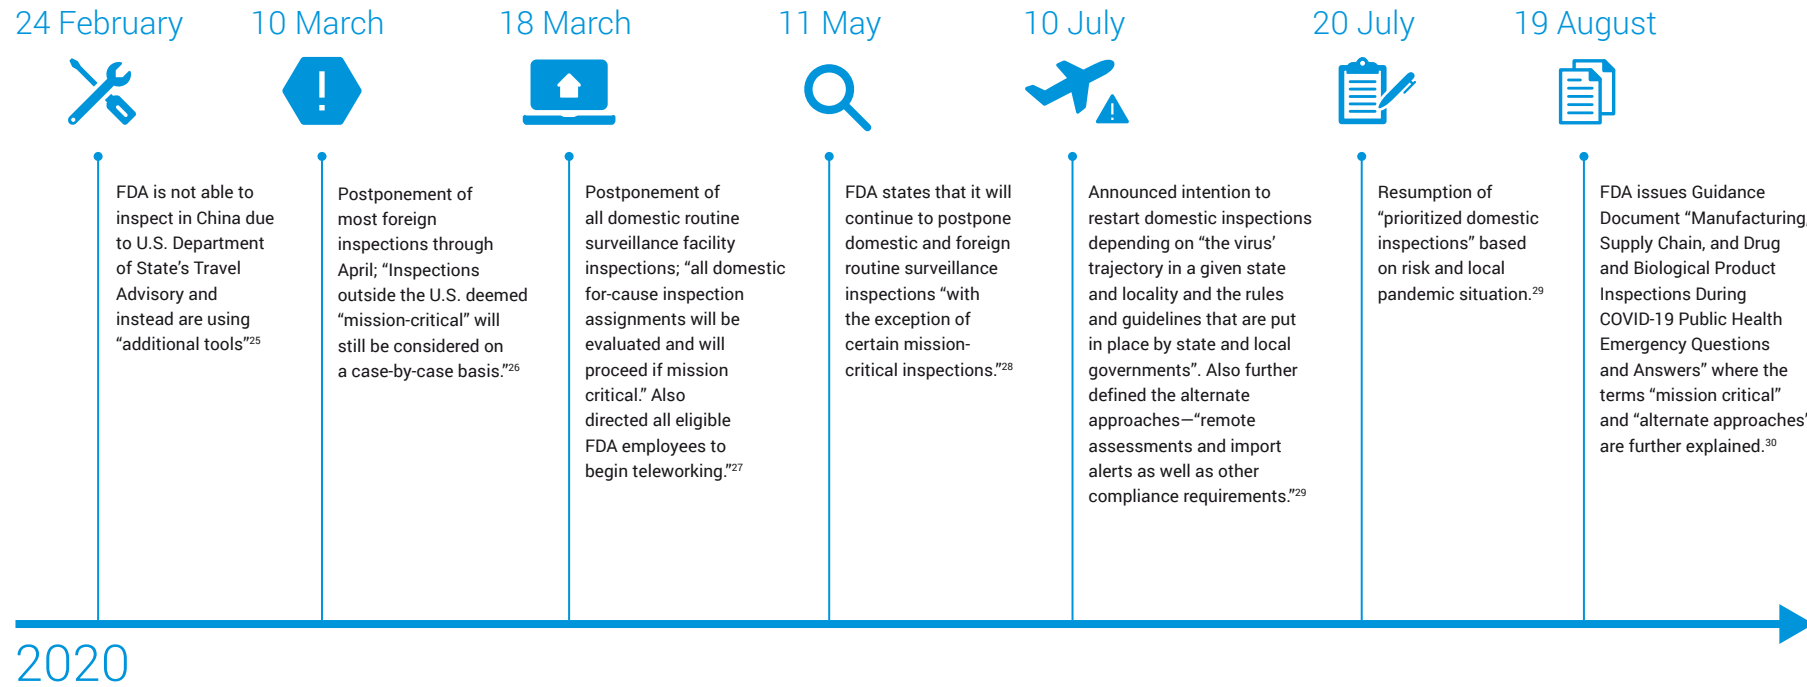 24 February
10 March
18 March
11 May
10 July
20 July
19 August
FDA is not able to
inspect in China due
to U.S. Department
of State’s Travel
Advisory and
instead are using
“additional tools”25
Postponement of
most foreign
inspections through
April; “Inspections
outside the U.S. deemed
“mission-critical” will
still be considered on
a case-by-case basis.”26
Postponement of
all domestic routine
surveillance facility
inspections; “all domestic
for-cause inspection
assignments will be
evaluated and will
proceed if mission
critical.” Also
directed all eligible
FDA employees to
begin teleworking.”27
FDA states that it will
continue to postpone
domestic and foreign
routine surveillance
inspections “with
the exception of
certain mission-
critical inspections.”28
Announced intention to
restart domestic inspections
depending on “the virus’
trajectory in a given state
and locality and the rules
and guidelines that are put
in place by state and local
governments”. Also further
defined the alternate
approaches—“remote
assessments and import
alerts as well as other
compliance requirements.”29
Resumption of
“prioritized domestic
inspections” based
on risk and local
pandemic situation.29
FDA issues Guidance
Document “Manufacturing,
Supply Chain, and Drug
and Biological Product
Inspections During
COVID-19 Public Health
Emergency Questions
and Answers” where the
terms “mission critical”
and “alternate approaches”
are further explained.30
2020